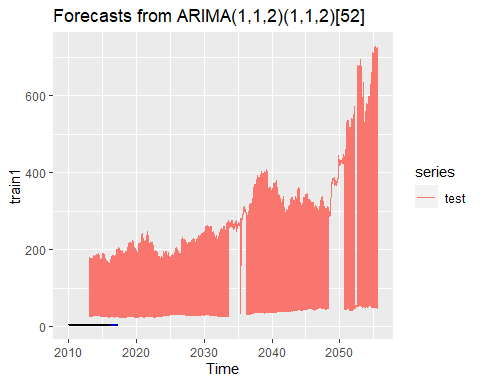 Forecasts from ARIMA(1,1,2)(1,1,2)[52]
600
400
200
0
train1
2010 2020 2030 2040 2050
Time
series
test